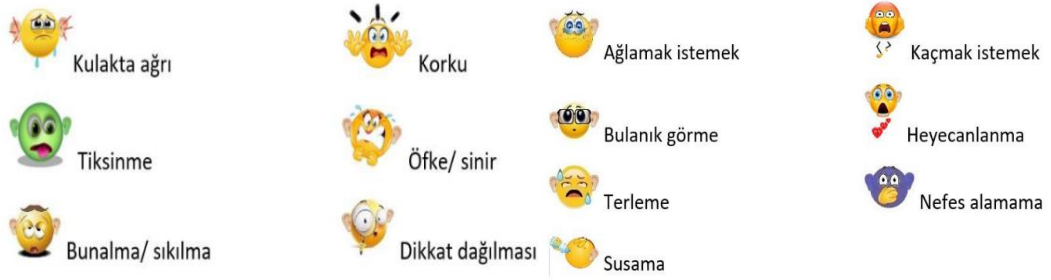 Kulakta ağrı
Korku
Ağlamak istemek
Kaçmak istemek
Tiksinme
Öfke/ sinir
Bulanık görme
Heyecanlanma
Terleme
Nefes alamama
Bunalma/ sıkılma
Dikkat dağılması
Susama